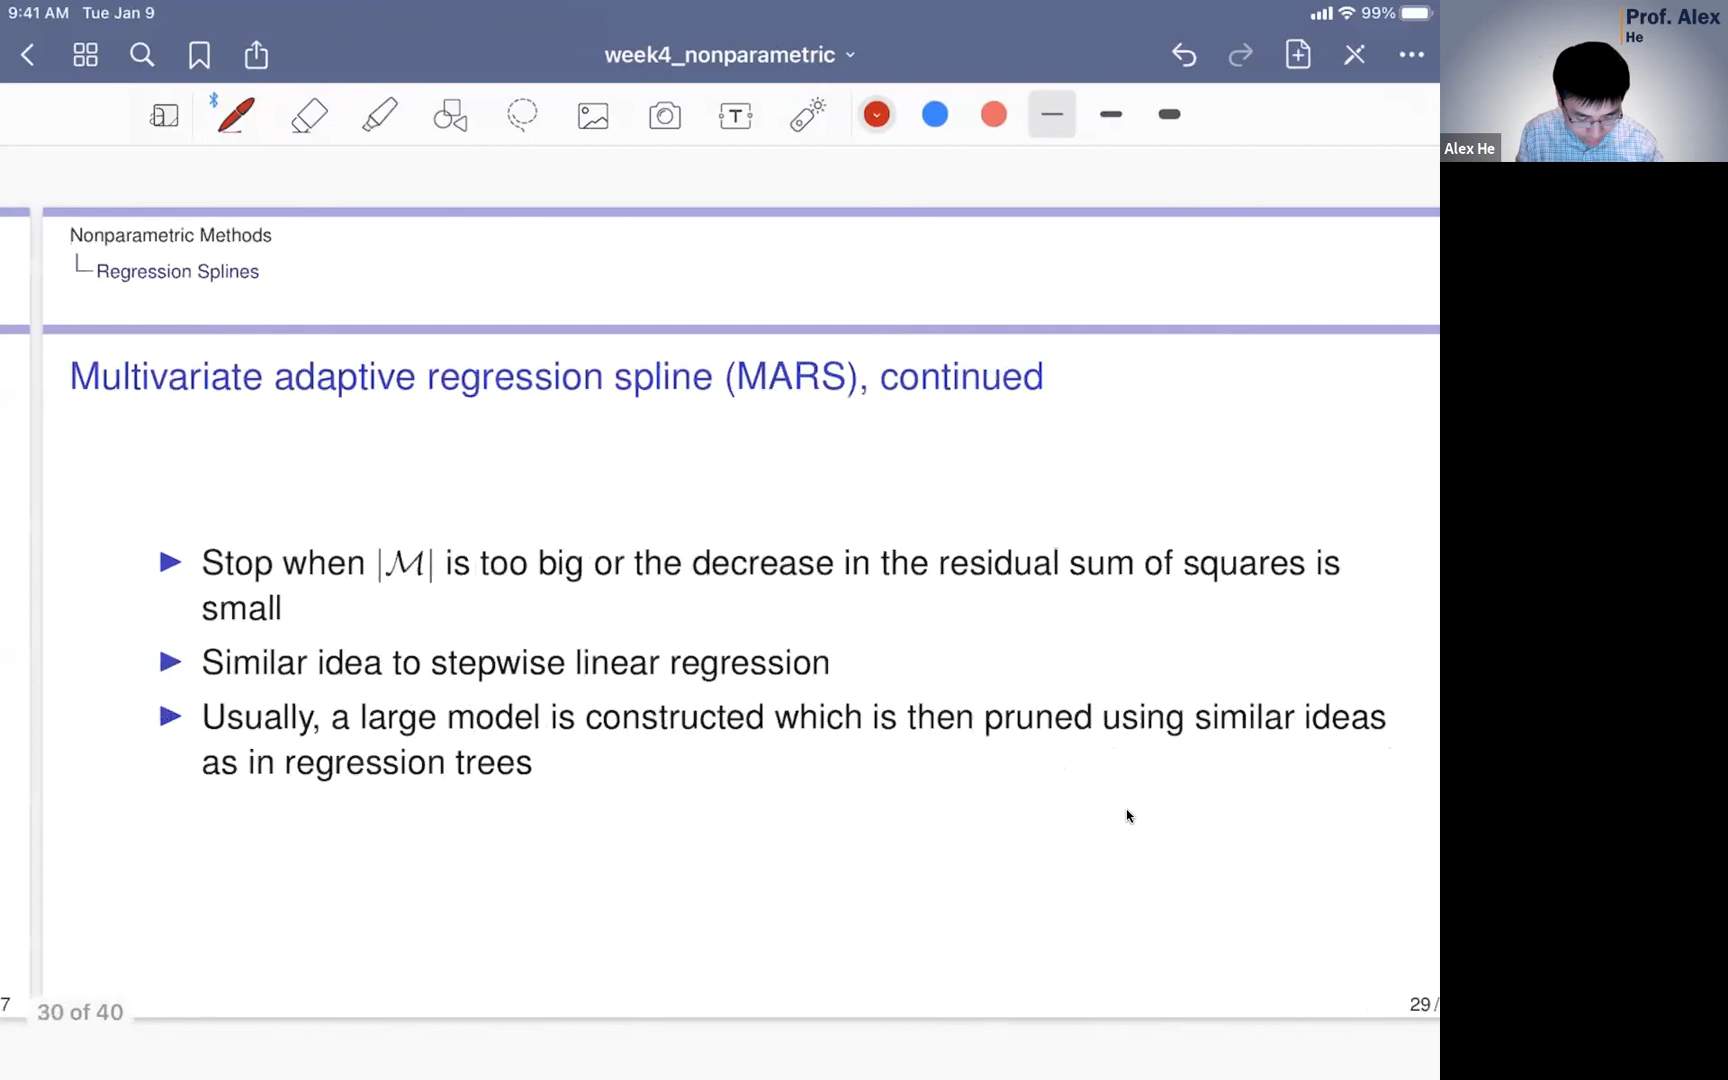 9:41 AM Tue Jan 9
99%
week4_nonparametric
T
Prof. Alex
He
Alex He
Nonparametric Methods
Regression Splines
Multivariate adaptive regression spline (MARS), continued
Stop when |ℳ| is too big or the decrease in the residual sum of squares is
small
Similar idea to stepwise linear regression
Usually, a large model is constructed which is then pruned using similar ideas
as in regression trees
7
30 of 40
29 /